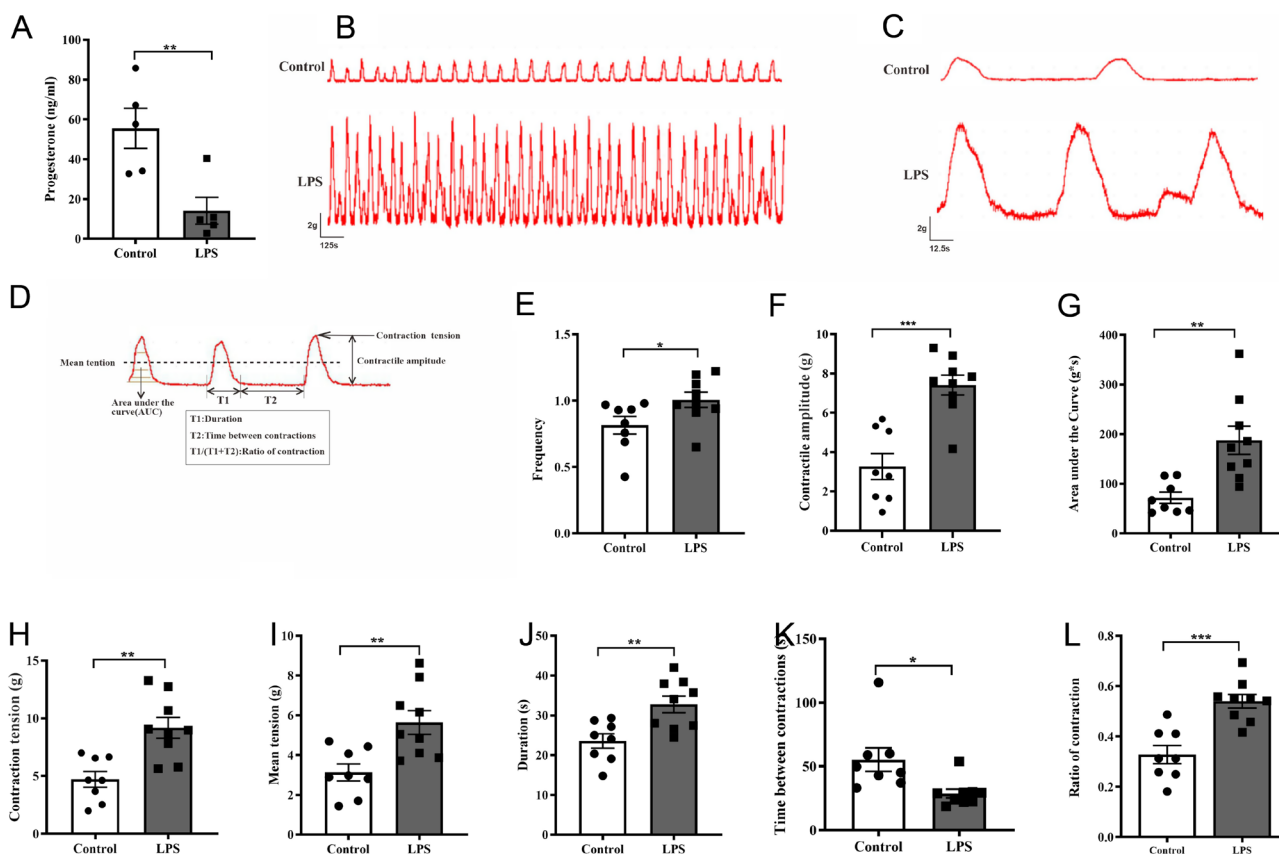 A
**
100
80
60
40
20
0
Progesterone (ng/ml)
Control
LPS
B
Control
LPS
2g
125s
C
Control
LPS
2g
12.5s
D
Contraction tension
Mean tention
Contractile ampitude
Area under the
curve(AUC)
T1
T2
T1:Duration
T2:Time between contractions
T1/(T1+T2):Ratio of contraction
E
*
1.5
1.0
0.5
0.0
Frequency
Control
LPS
F
***
10
8
6
4
2
0
Contractile amplitude (g)
Control
LPS
G
**
400
300
200
100
0
Area under the Curve (g*s)
Control
LPS
H
**
15
10
5
0
Contraction tension (g)
Control
LPS
I
**
10
8
6
4
2
0
Mean tension (g)
Control
LPS
J
**
50
40
30
20
10
0
Duration (s)
Control
LPS
K
*
150
100
50
0
Time between contractions (s)
Control
LPS
L
***
0.8
0.6
0.4
0.2
0.0
Ratio of contraction
Control
LPS